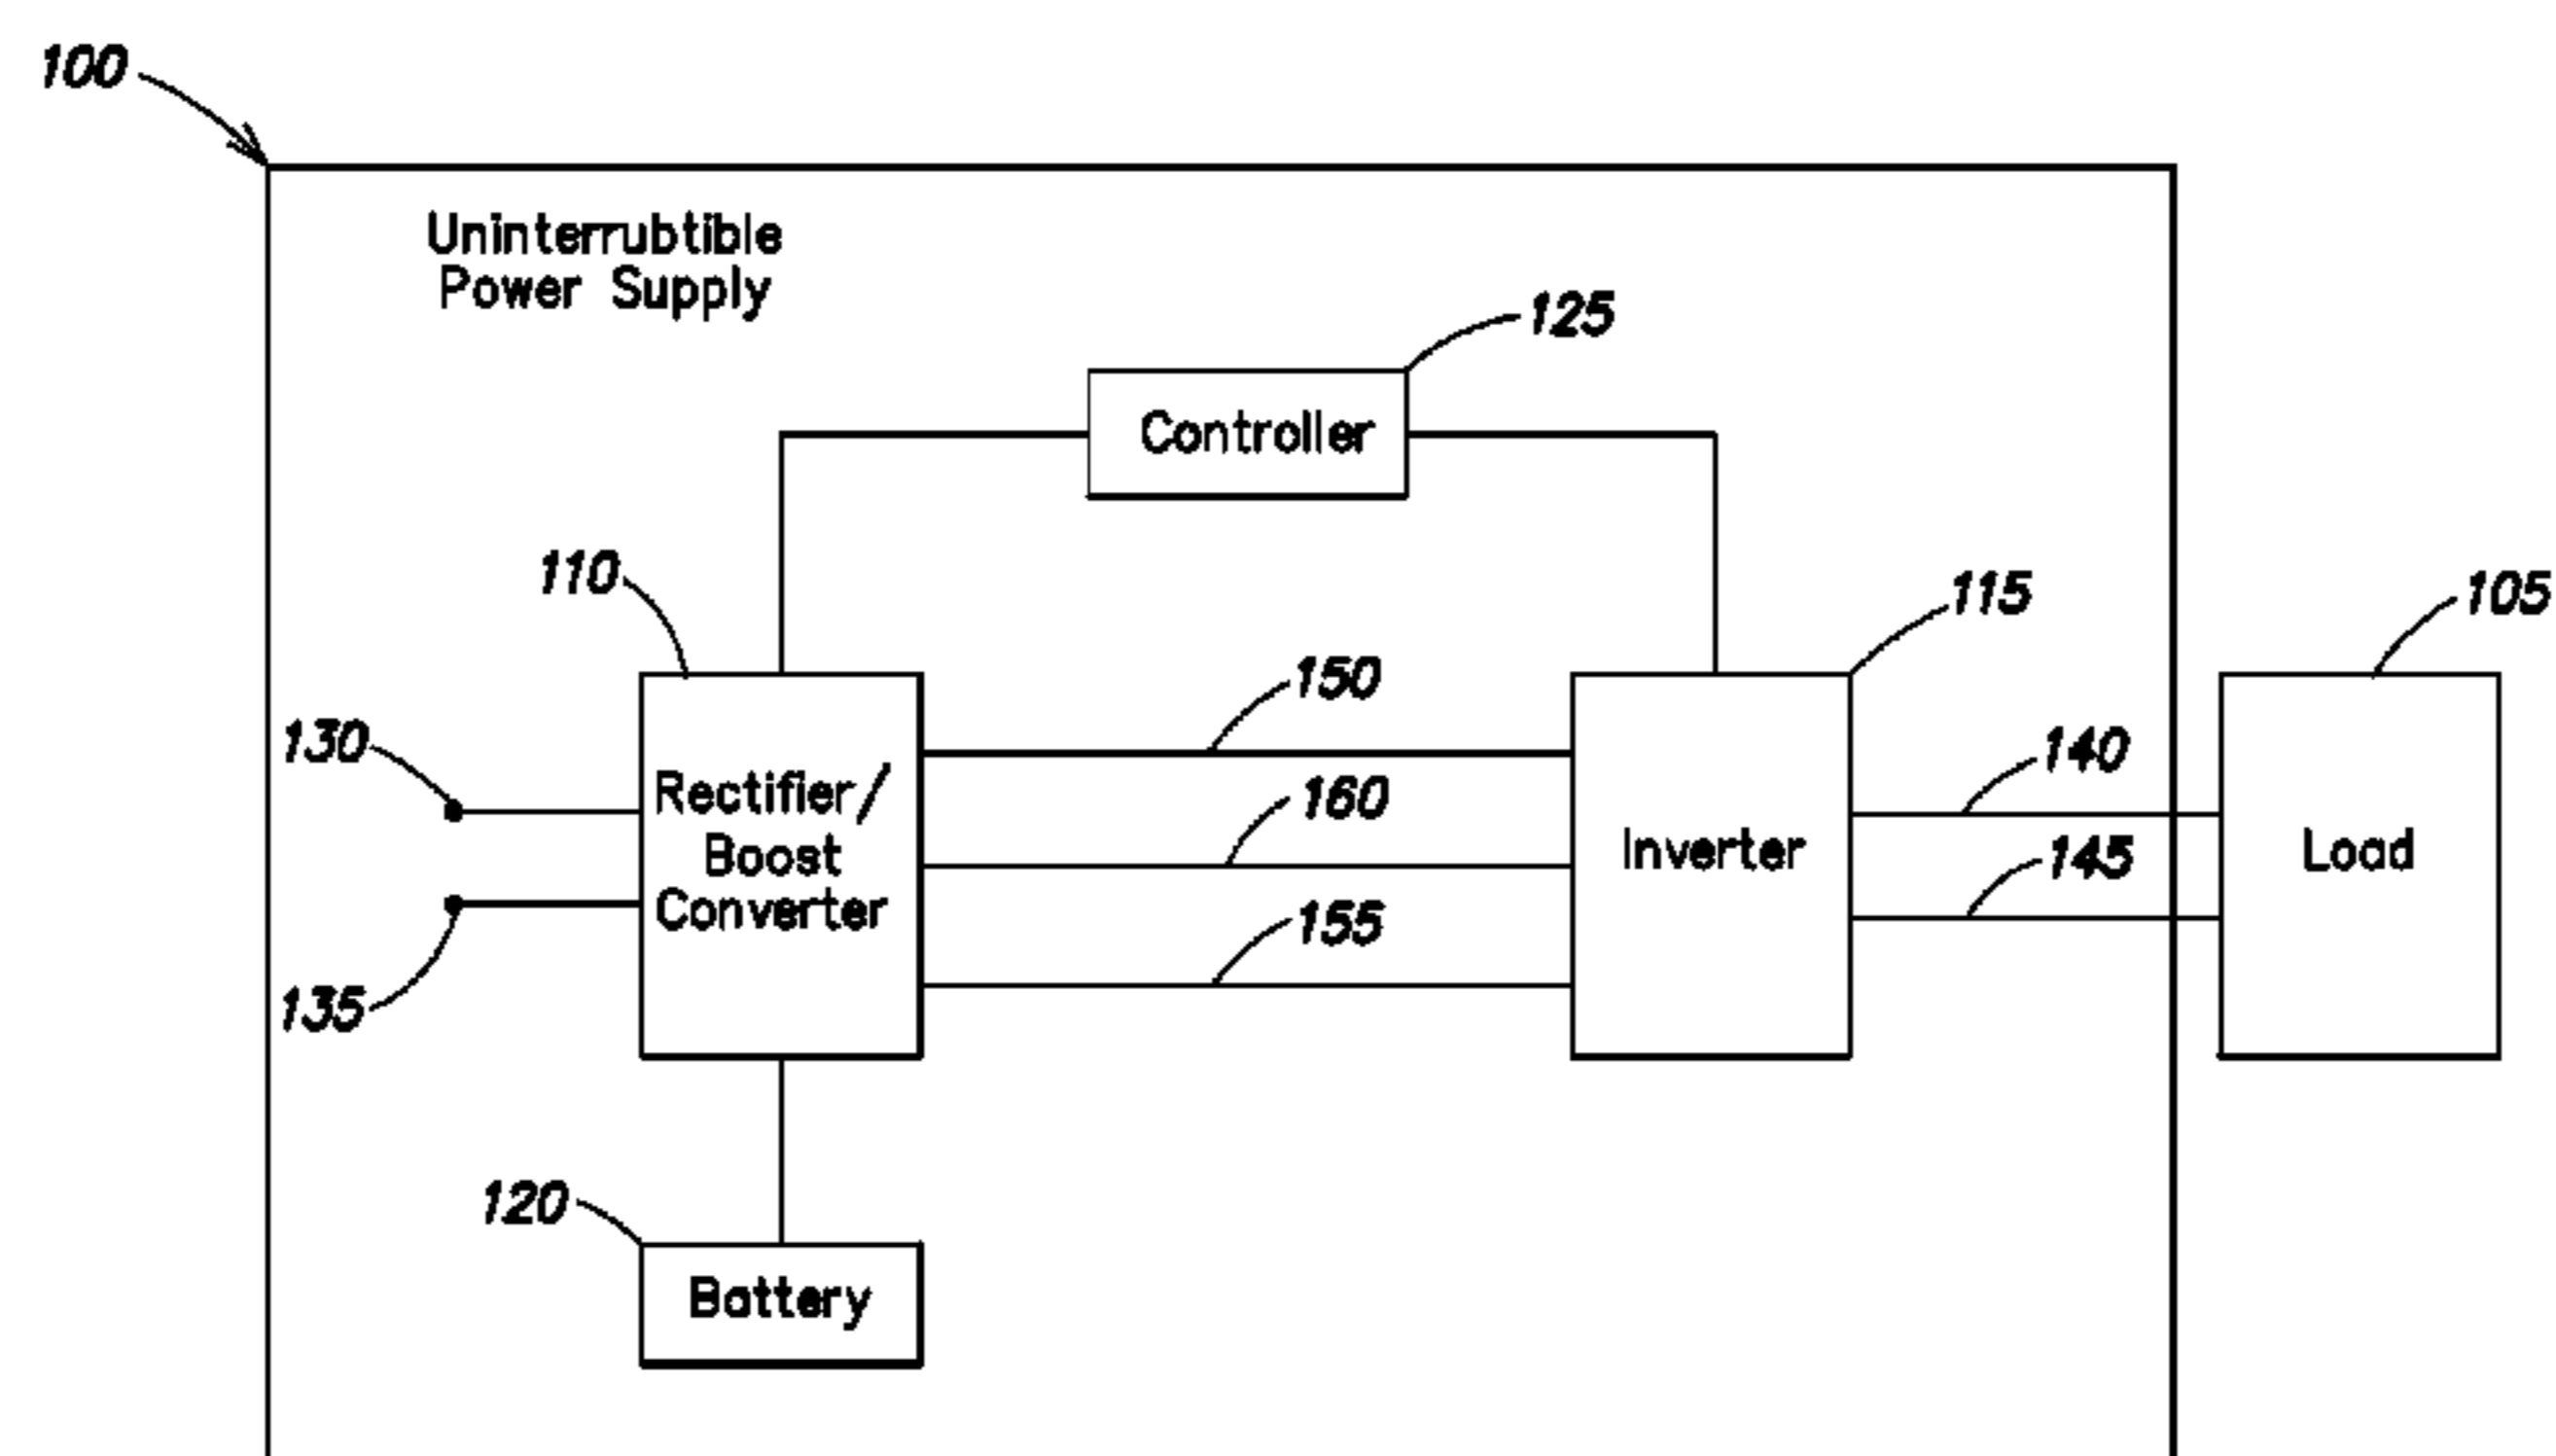 100
Uninterrubtible
Power Supply
125
Controller
110
115
105
150
130
140
160
Rectifier/
Boost
Converter
Inverter
Load
145
155
135
120
Battery